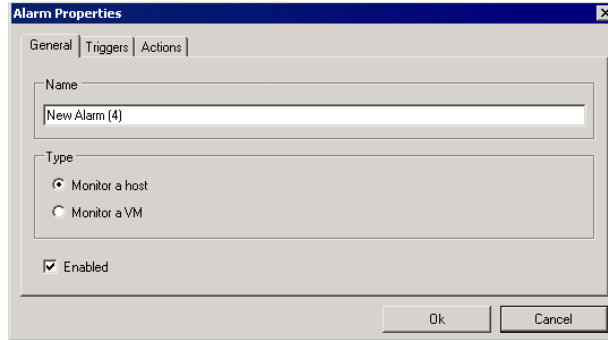 Alarm Properties
General Triggers Actions
Name
New Alarm (4)
Type
Monitor a host
Monitor a VM
Enabled
Ok Cancel